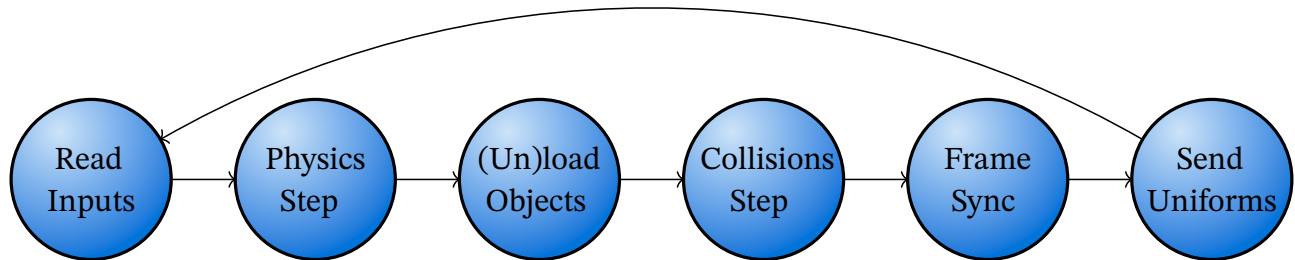 Read
Inputs
Physics
Step
(Un)load
Objects
Collisions
Step
Frame
Sync
Send
Uniforms